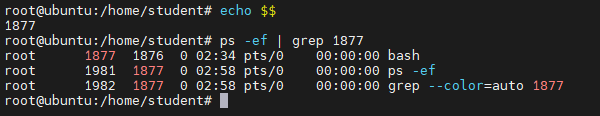 root@ubuntu:/home/student# echo $$
1877
root@ubuntu:/home/student# ps -ef | grep 1877
root        1877  1876  0 02:34 pts/0    00:00:00 bash
root        1981  1877  0 02:58 pts/0    00:00:00 ps -ef
root        1982  1877  0 02:58 pts/0    00:00:00 grep --color=auto 1877
root@ubuntu:/home/student#